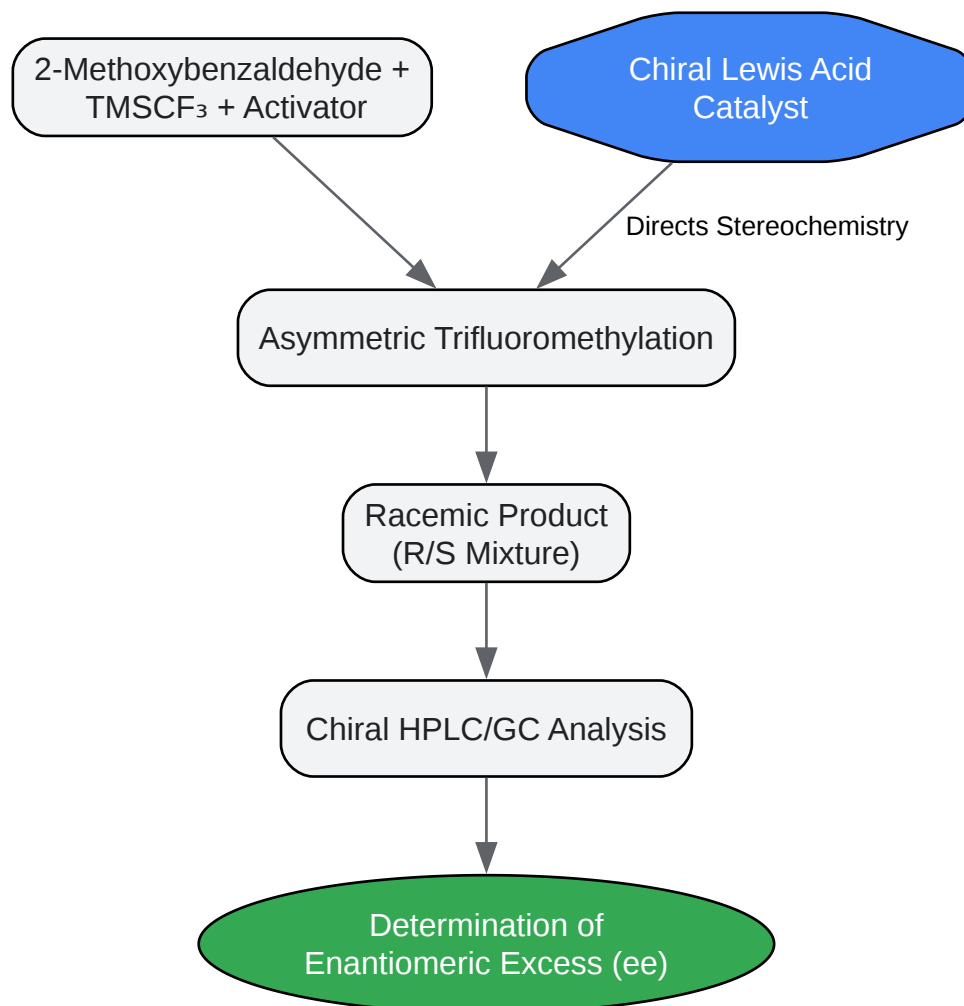 2-Methoxybenzaldehyde +
TMSCF₃ + Activator
Chiral Lewis Acid
Catalyst
Directs Stereochemistry
Asymmetric Trifluoromethylation
Racemic Product
(R/S Mixture)
Chiral HPLC/GC Analysis
Determination of
Enantiomeric Excess (ee)